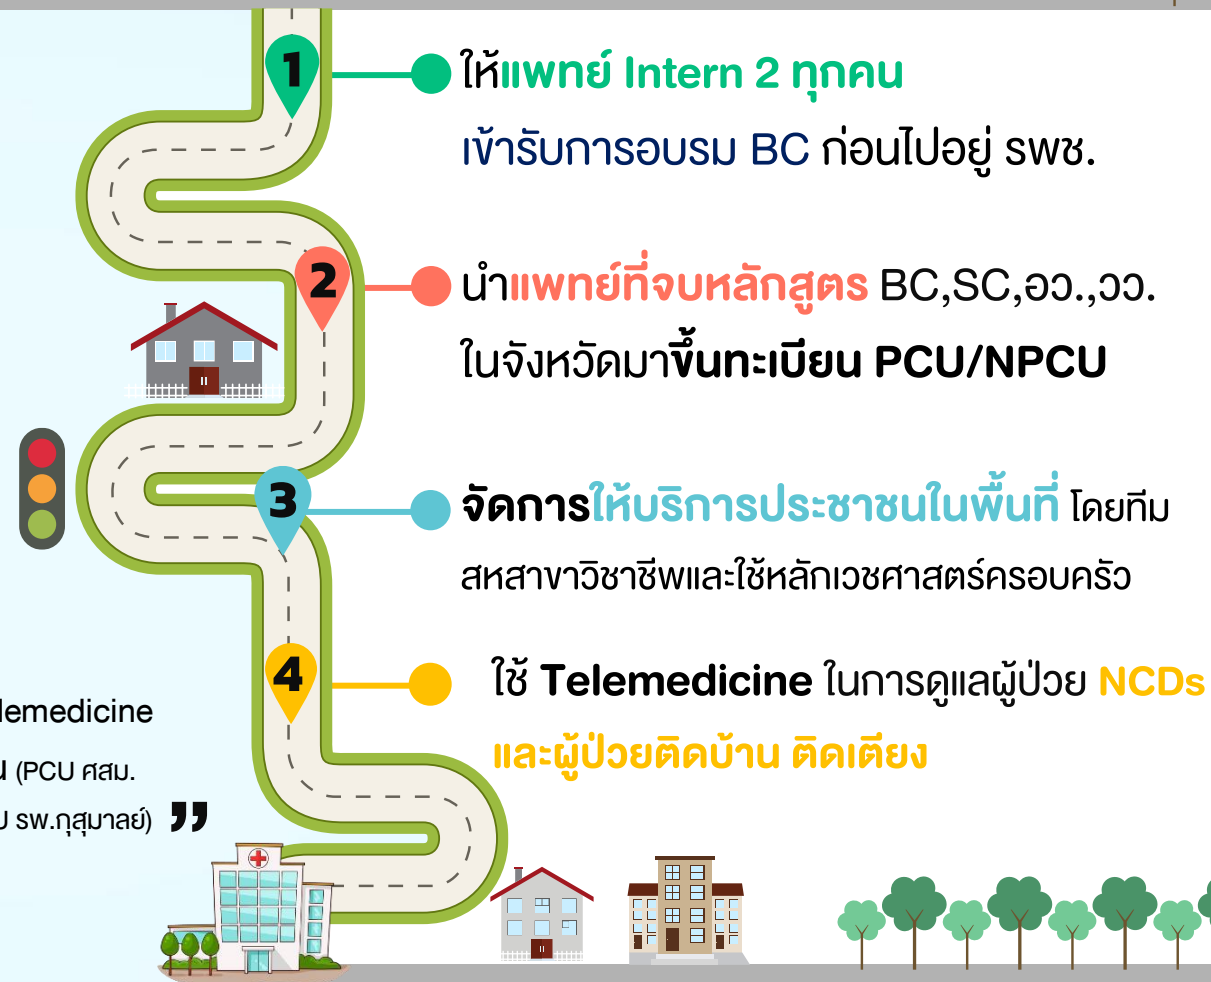 1
ให้แพทย์ Intern 2 ทุกคน
เข้ารับการอบรม BC ก่อนไปอยู่ รพช.
2
นำแพทย์ที่จบหลักสูตร BC,SC,อว.,วว.
ในจังหวัดมาขึ้นทะเบียน PCU/NPCU
3
จัดการให้บริการประชาชนในพื้นที่ โดยทีม
สหสาขาวิชาชีพและใช้หลักเวชศาสตร์ครอบครัว
4
ใช้ Telemedicine ในการดูแลผู้ป่วย NCDs
และผู้ป่วยติดบ้าน ติดเตียง
lemedicine
(PCU ศสม.
รพ.กุสุมาลย์) ”